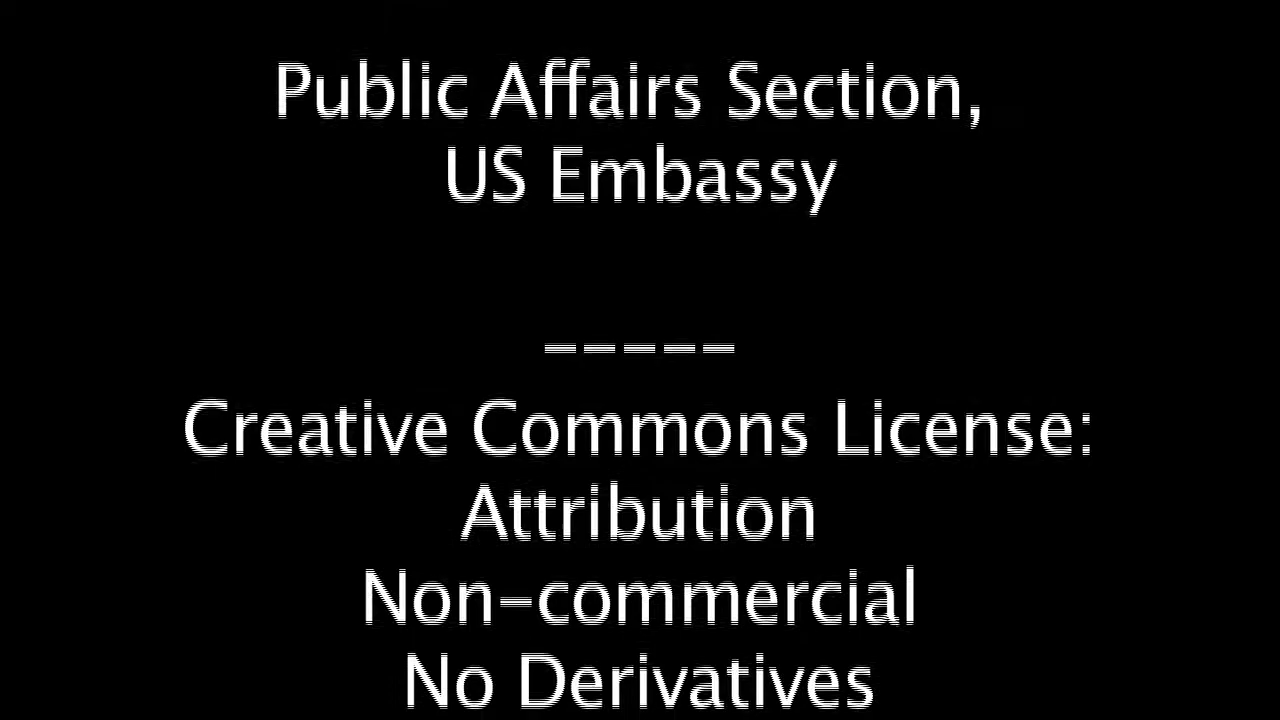 Public Affairs Section,
US Embassy
-----
Creative Commons License:
Attribution
Non-commercial
No Derivatives